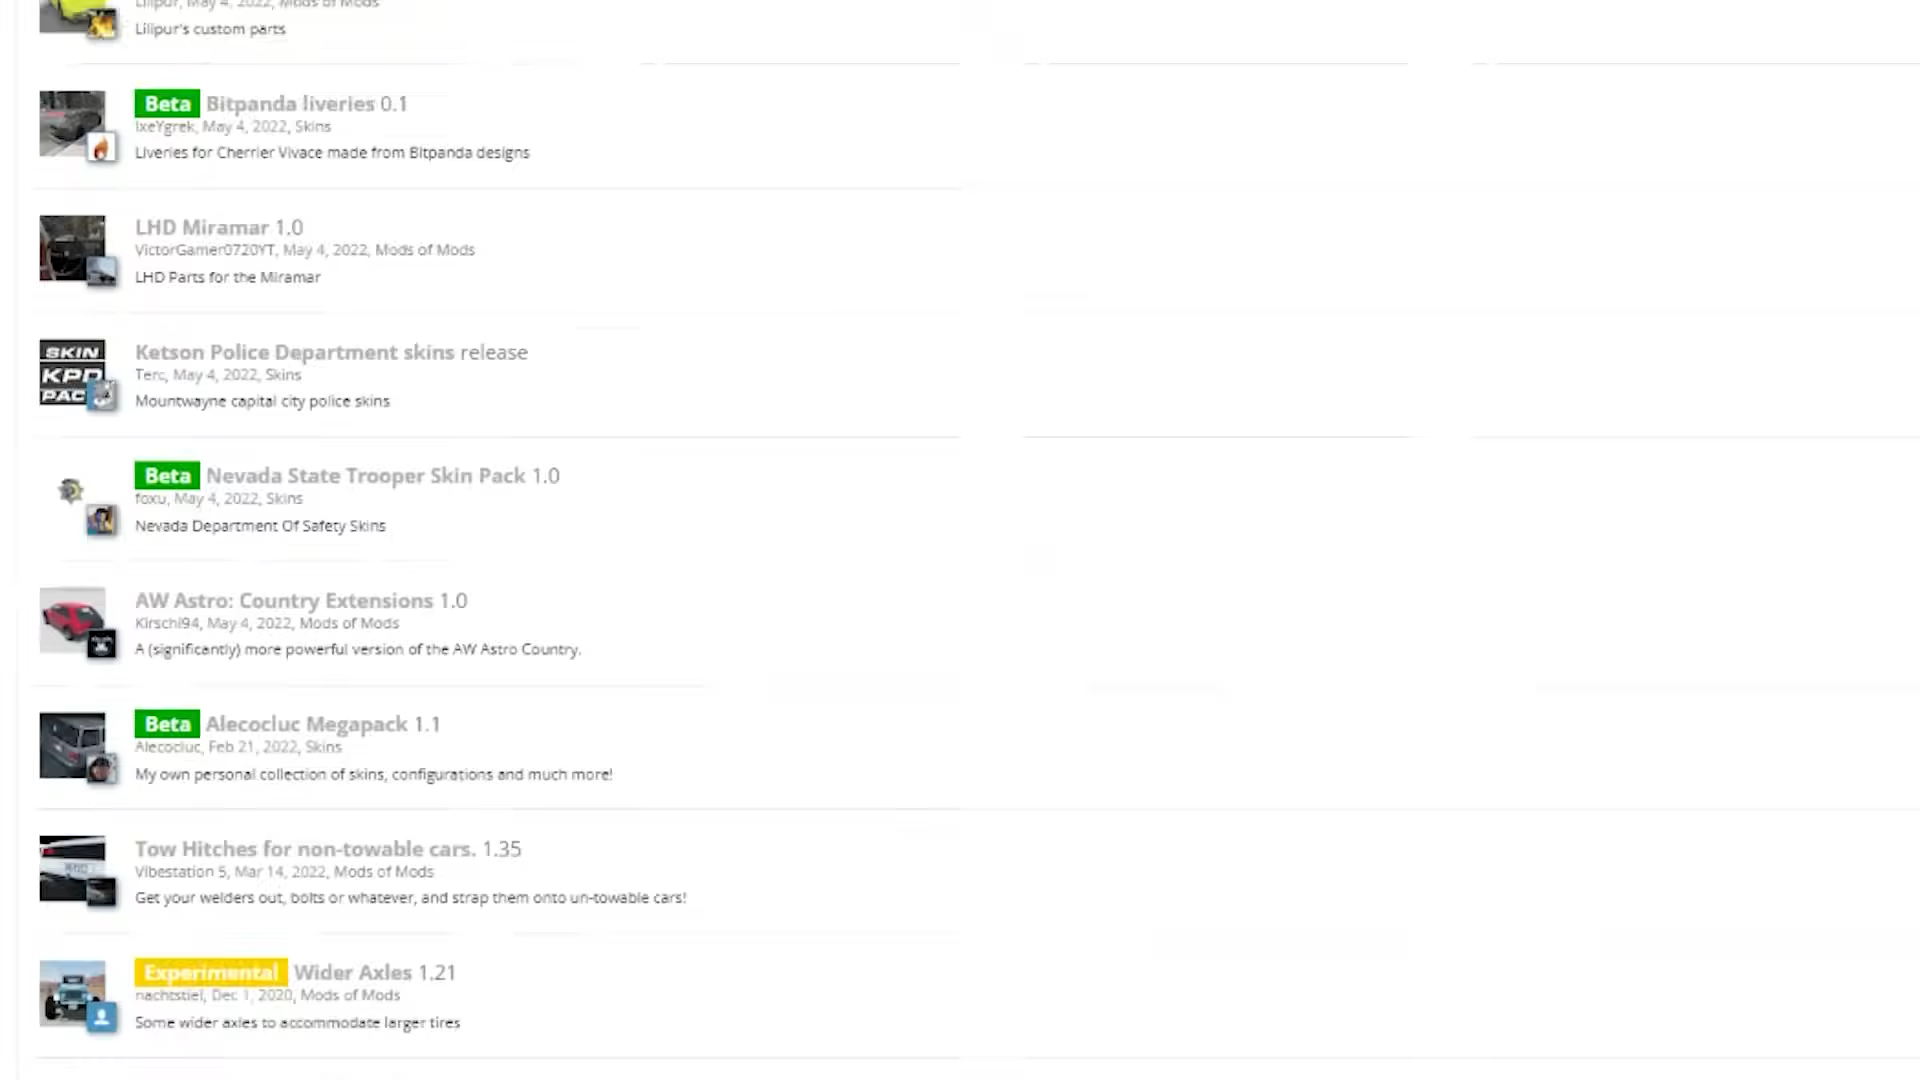 Lilipur, May 4, 2022, Mods of Mods
Lilipur's custom parts
Beta Bitpanda liveries 0.1
IxeYgrek, May 4, 2022, Skins
Liveries for Cherrier Vivace made from Bitpanda designs
LHD Miramar 1.0
VictorGamer0720YT, May 4, 2022, Mods of Mods
LHD Parts for the Miramar
SKIN
KPD
PAC
Ketson Police Department skins release
Terc, May 4, 2022, Skins
Mountwayne capital city police skins
Beta Nevada State Trooper Skin Pack 1.0
foxu, May 4, 2022, Skins
Nevada Department Of Safety Skins
AW Astro: Country Extensions 1.0
Kirschi94, May 4, 2022, Mods of Mods
A (significantly) more powerful version of the AW Astro Country.
Beta Alecocluc Megapack 1.1
Alecocluc, Feb 21, 2022, Skins
My own personal collection of skins, configurations and much more!
Tow Hitches for non-towable cars. 1.35
Vibestation 5, Mar 14, 2022, Mods of Mods
Get your welders out, bolts or whatever, and strap them onto un-towable cars!
Experimental Wider Axles 1.21
nachtstiel, Dec 1, 2020, Mods of Mods
Some wider axles to accommodate larger tires